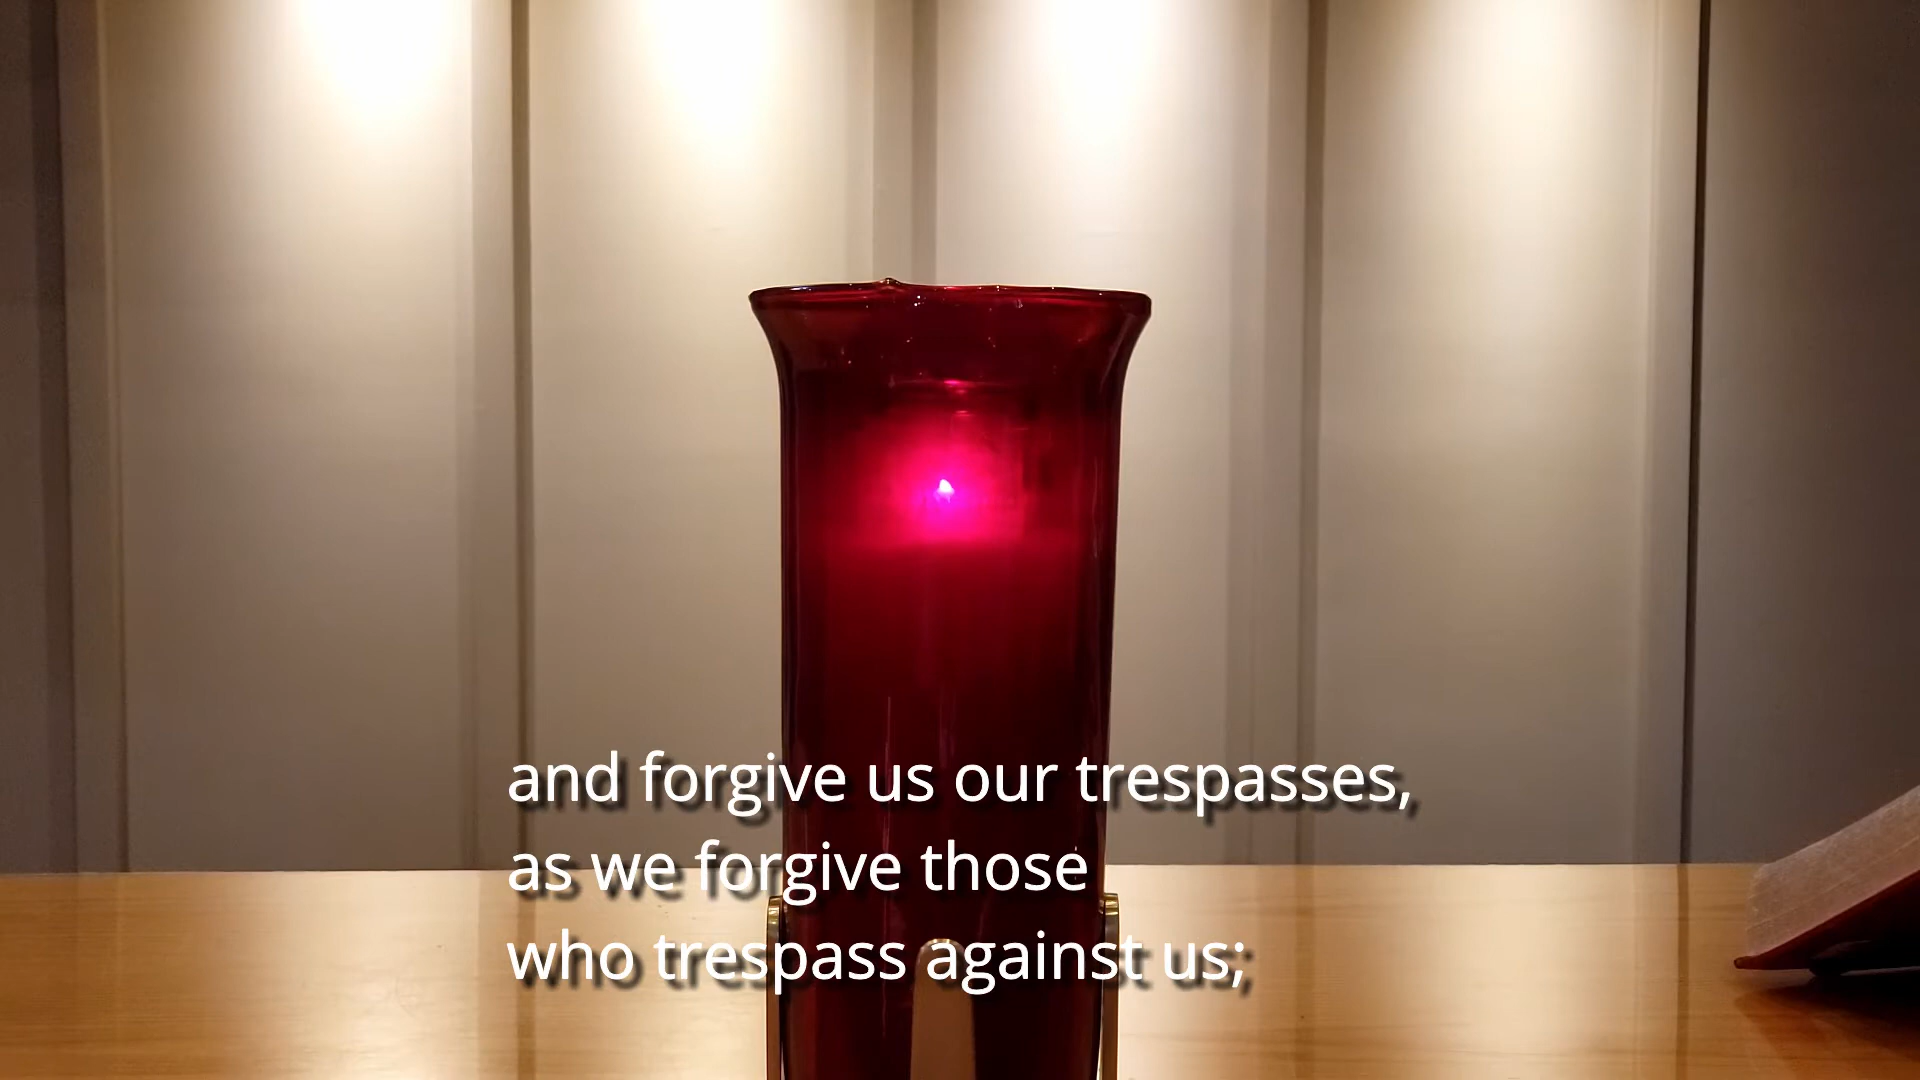 and forgive us our trespasses,
as we forgive those
who trespass against us;